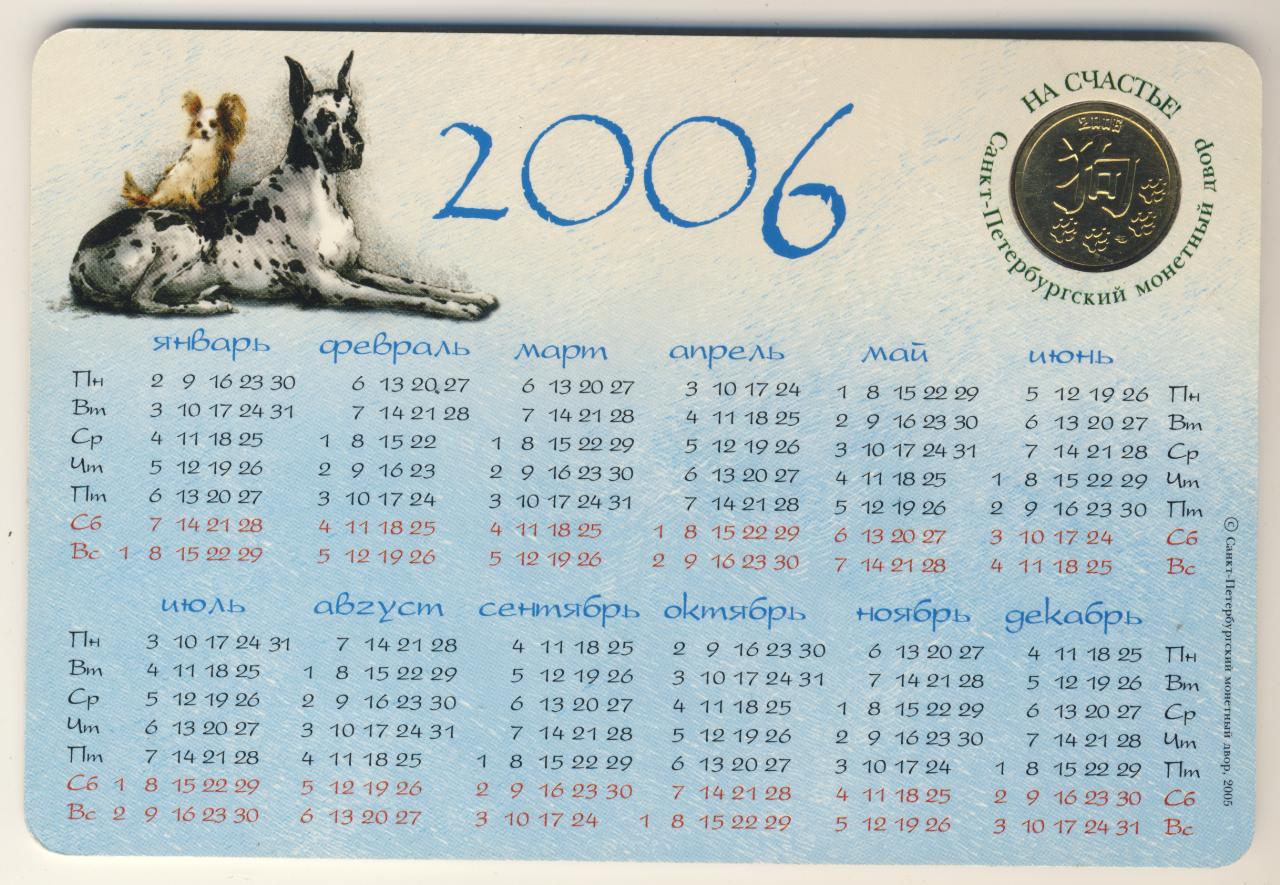 2006
НА СЧАСТЬЕ!
Санкт-Петербургский монетный двор
2006
狗
январь февраль март апрель май июнь
Пн 2 9 16 23 30 6 13 20 27 6 13 20 27 3 10 17 24 1 8 15 22 29 5 12 19 26 Пн
Вт 3 10 17 24 31 7 14 21 28 7 14 21 28 4 11 18 25 2 9 16 23 30 6 13 20 27 Вт
Ср 4 11 18 25 1 8 15 22 1 8 15 22 29 5 12 19 26 3 10 17 24 31 7 14 21 28 Ср
Чт 5 12 19 26 2 9 16 23 2 9 16 23 30 6 13 20 27 4 11 18 25 1 8 15 22 29 Чт
Пт 6 13 20 27 3 10 17 24 3 10 17 24 31 7 14 21 28 5 12 19 26 2 9 16 23 30 Пт
Сб 7 14 21 28 4 11 18 25 4 11 18 25 1 8 15 22 29 6 13 20 27 3 10 17 24 Сб
Вс 1 8 15 22 29 5 12 19 26 5 12 19 26 2 9 16 23 30 7 14 21 28 4 11 18 25 Вс
июль август сентябрь октябрь ноябрь декабрь
Пн 3 10 17 24 31 7 14 21 28 4 11 18 25 2 9 16 23 30 6 13 20 27 4 11 18 25 Пн
Вт 4 11 18 25 1 8 15 22 29 5 12 19 26 3 10 17 24 31 7 14 21 28 5 12 19 26 Вт
Ср 5 12 19 26 2 9 16 23 30 6 13 20 27 4 11 18 25 1 8 15 22 29 6 13 20 27 Ср
Чт 6 13 20 27 3 10 17 24 31 7 14 21 28 5 12 19 26 2 9 16 23 30 7 14 21 28 Чт
Пт 7 14 21 28 4 11 18 25 1 8 15 22 29 6 13 20 27 3 10 17 24 1 8 15 22 29 Пт
Сб 1 8 15 22 29 5 12 19 26 2 9 16 23 30 7 14 21 28 4 11 18 25 2 9 16 23 30 Сб
Вс 2 9 16 23 30 6 13 20 27 3 10 17 24 1 8 15 22 29 5 12 19 26 3 10 17 24 31 Вс
© Санкт-Петербургский монетный двор, 2005